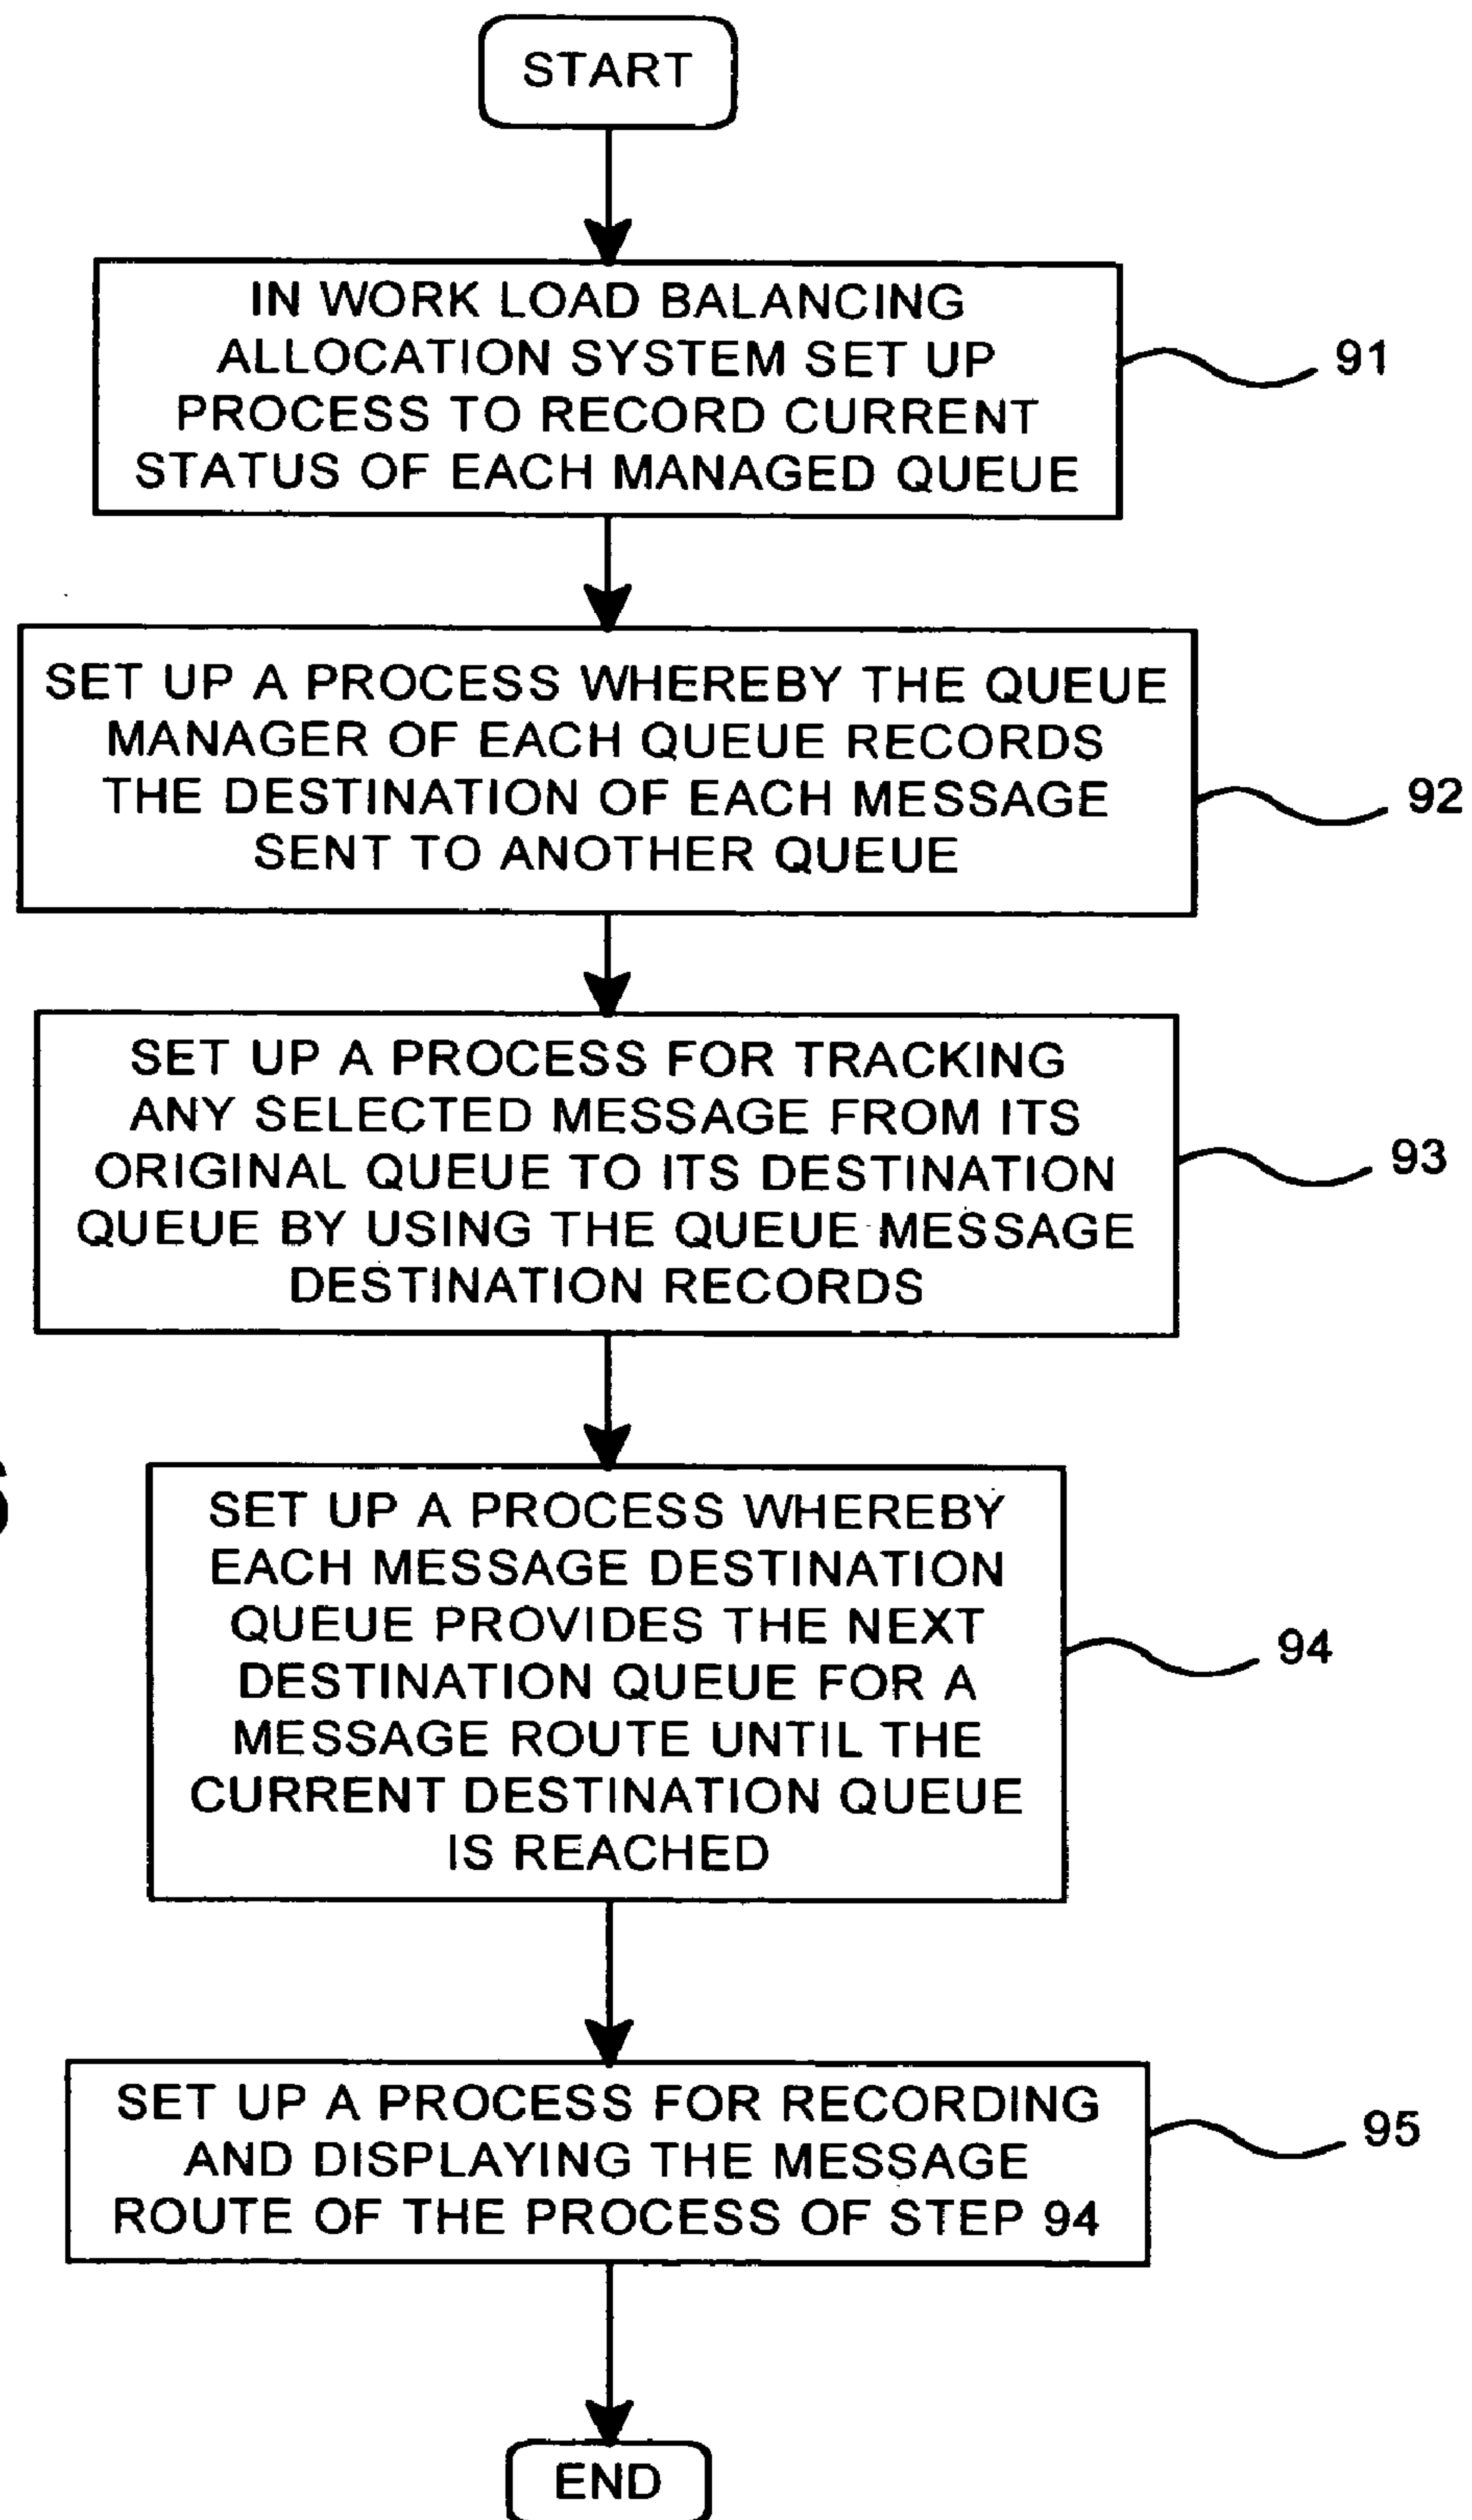 START
IN WORK LOAD BALANCING
ALLOCATION SYSTEM SET UP
PROCESS TO RECORD CURRENT
STATUS OF EACH MANAGED QUEUE
91
SET UP A PROCESS WHEREBY THE QUEUE
MANAGER OF EACH QUEUE RECORDS
THE DESTINATION OF EACH MESSAGE
SENT TO ANOTHER QUEUE
92
SET UP A PROCESS FOR TRACKING
ANY SELECTED MESSAGE FROM ITS
ORIGINAL QUEUE TO ITS DESTINATION
QUEUE BY USING THE QUEUE MESSAGE
DESTINATION RECORDS
93
SET UP A PROCESS WHEREBY
EACH MESSAGE DESTINATION
QUEUE PROVIDES THE NEXT
DESTINATION QUEUE FOR A
MESSAGE ROUTE UNTIL THE
CURRENT DESTINATION QUEUE
IS REACHED
94
SET UP A PROCESS FOR RECORDING
AND DISPLAYING THE MESSAGE
ROUTE OF THE PROCESS OF STEP 94
95
END